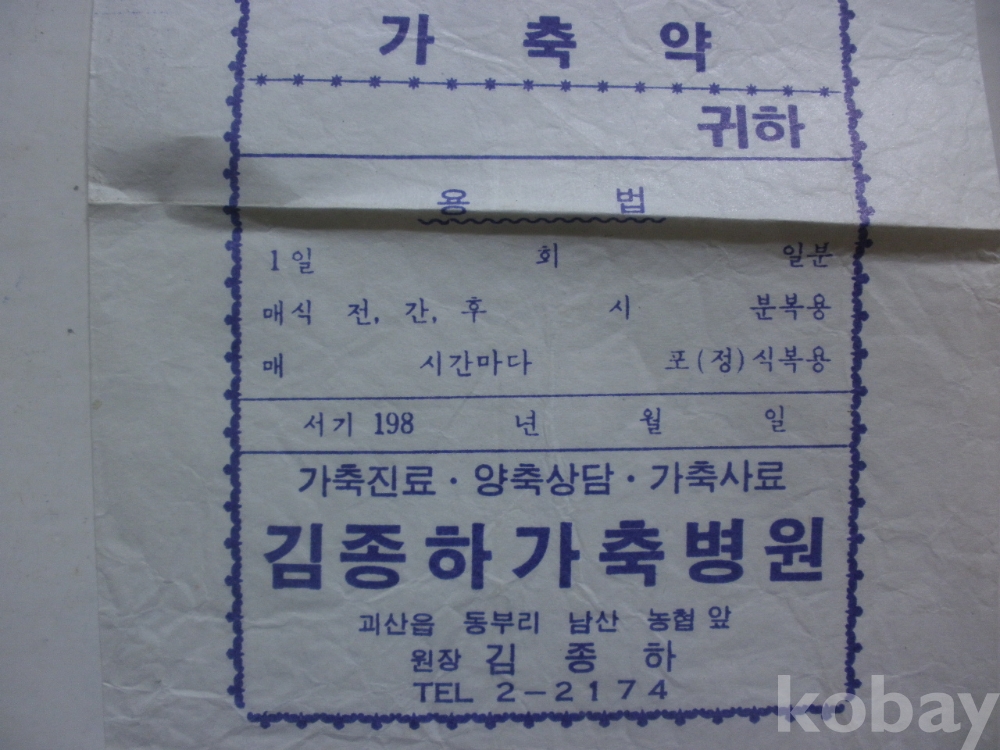 가 축 약
귀하
용 법
1일 회 일분
매식 전, 간, 후 시 분복용
매 시간마다 포(정)식복용
서기 198 년 월 일
가축진료·양축상담·가축사료
김종하가축병원
괴산읍 동부리 남산 농협 앞
원장 김 종 하
TEL 2-2174
kobay